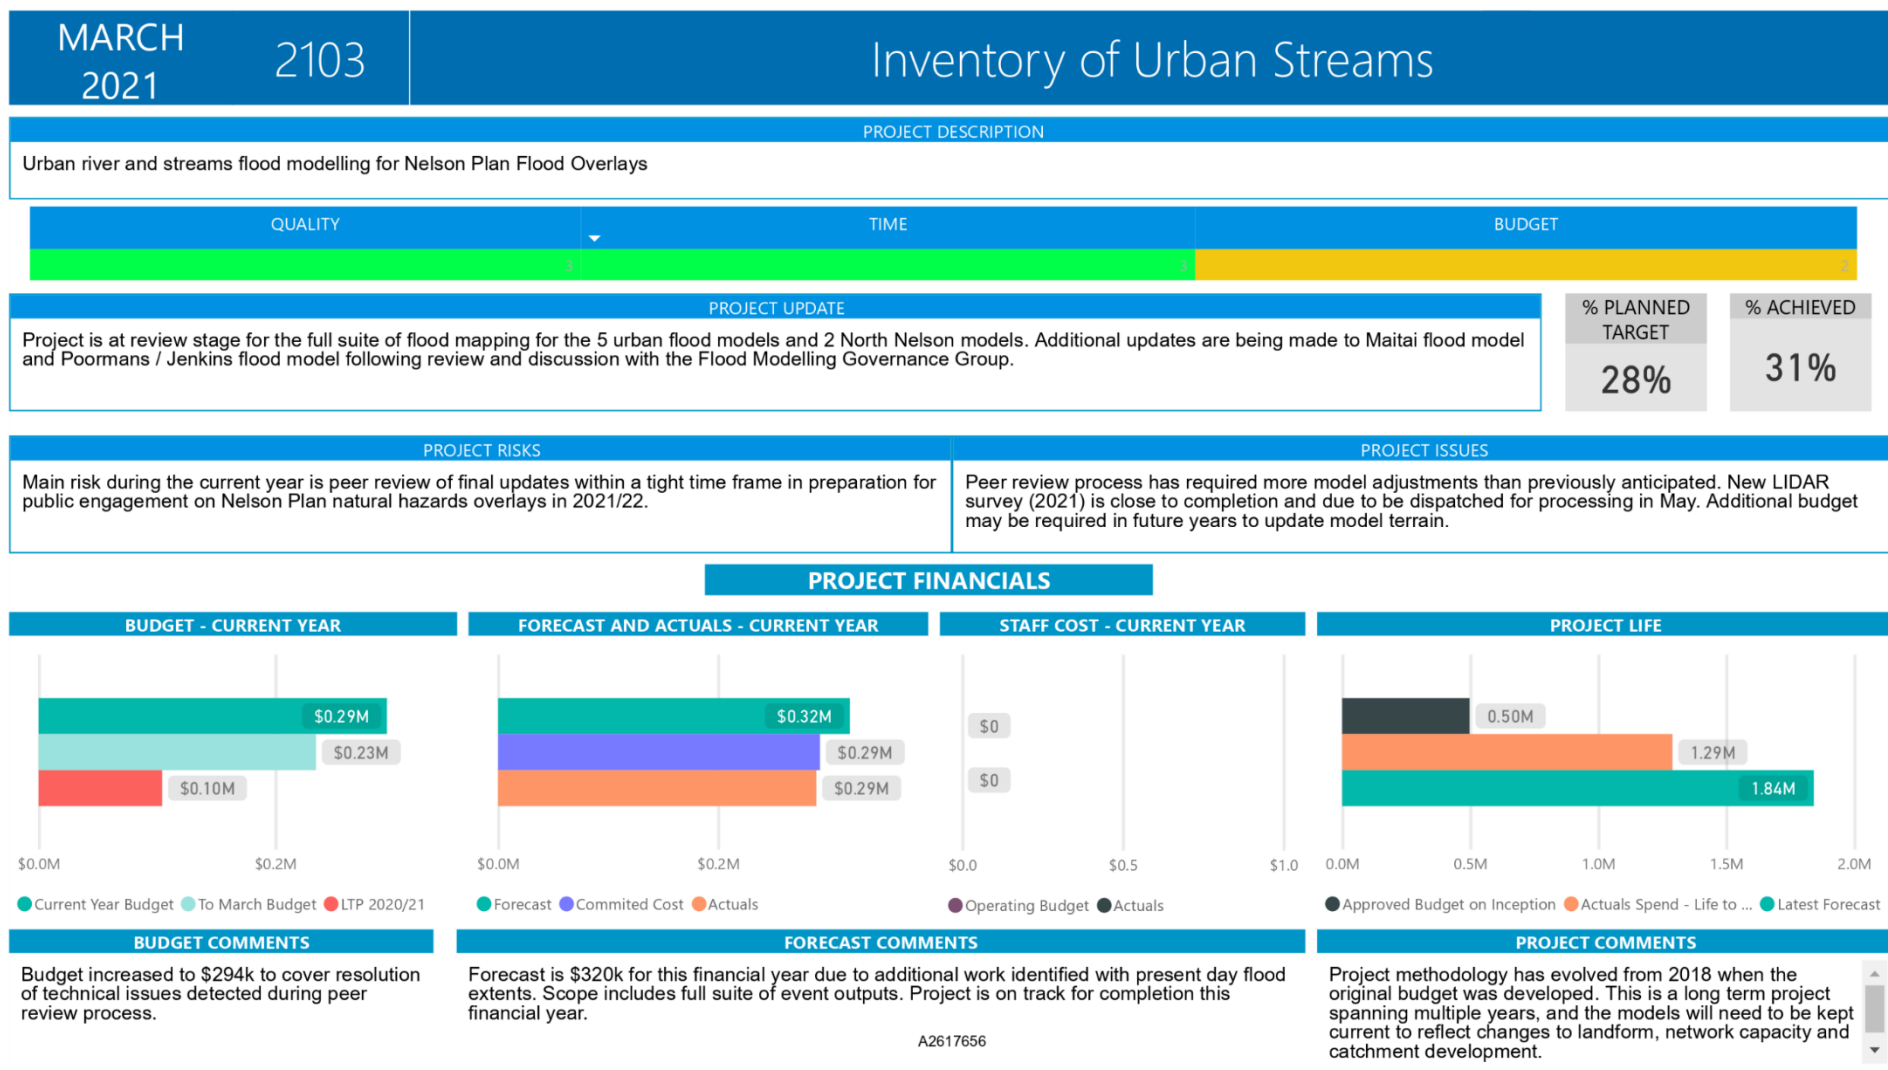 MARCH
2021
2103
Inventory of Urban Streams
PROJECT DESCRIPTION
Urban river and streams flood modelling for Nelson Plan Flood Overlays
QUALITY
TIME
BUDGET
3
3
2
PROJECT UPDATE
Project is at review stage for the full suite of flood mapping for the 5 urban flood models and 2 North Nelson models. Additional updates are being made to Maitai flood model
and Poormans / Jenkins flood model following review and discussion with the Flood Modelling Governance Group.
% PLANNED
TARGET
28%
% ACHIEVED
31%
PROJECT RISKS
Main risk during the current year is peer review of final updates within a tight time frame in preparation for
public engagement on Nelson Plan natural hazards overlays in 2021/22.
PROJECT ISSUES
Peer review process has required more model adjustments than previously anticipated. New LIDAR
survey (2021) is close to completion and due to be dispatched for processing in May. Additional budget
may be required in future years to update model terrain.
PROJECT FINANCIALS
BUDGET - CURRENT YEAR
$0.29M
$0.23M
$0.10M
$0.0M
$0.2M
Current Year Budget
To March Budget
LTP 2020/21
FORECAST AND ACTUALS - CURRENT YEAR
$0.32M
$0.29M
$0.29M
$0.0M
$0.2M
Forecast
Commited Cost
Actuals
STAFF COST - CURRENT YEAR
$0
$0
$0.0
$0.5
$1.0
Operating Budget
Actuals
PROJECT LIFE
0.50M
1.29M
1.84M
0.0M
0.5M
1.0M
1.5M
2.0M
Approved Budget on Inception
Actuals Spend - Life to ...
Latest Forecast
BUDGET COMMENTS
Budget increased to $294k to cover resolution
of technical issues detected during peer
review process.
FORECAST COMMENTS
Forecast is $320k for this financial year due to additional work identified with present day flood
extents. Scope includes full suite of event outputs. Project is on track for completion this
financial year.
A2617656
PROJECT COMMENTS
Project methodology has evolved from 2018 when the
original budget was developed. This is a long term project
spanning multiple years, and the models will need to be kept
current to reflect changes to landform, network capacity and
catchment development.